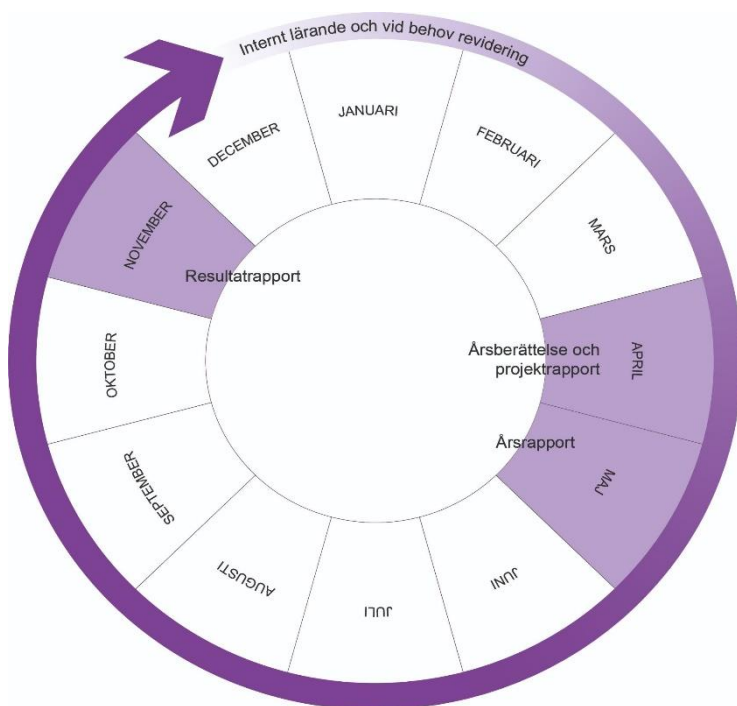 Internt lärande och vid behov revidering
JANUARI
FEBRUARI
MARS
APRIL
Årsberättelse och
projektrapport
MAJ
Årsrapport
JUNI
JULI
AUGUSTI
SEPTEMBER
OKTOBER
NOVEMBER
Resultatrapport
DECEMBER